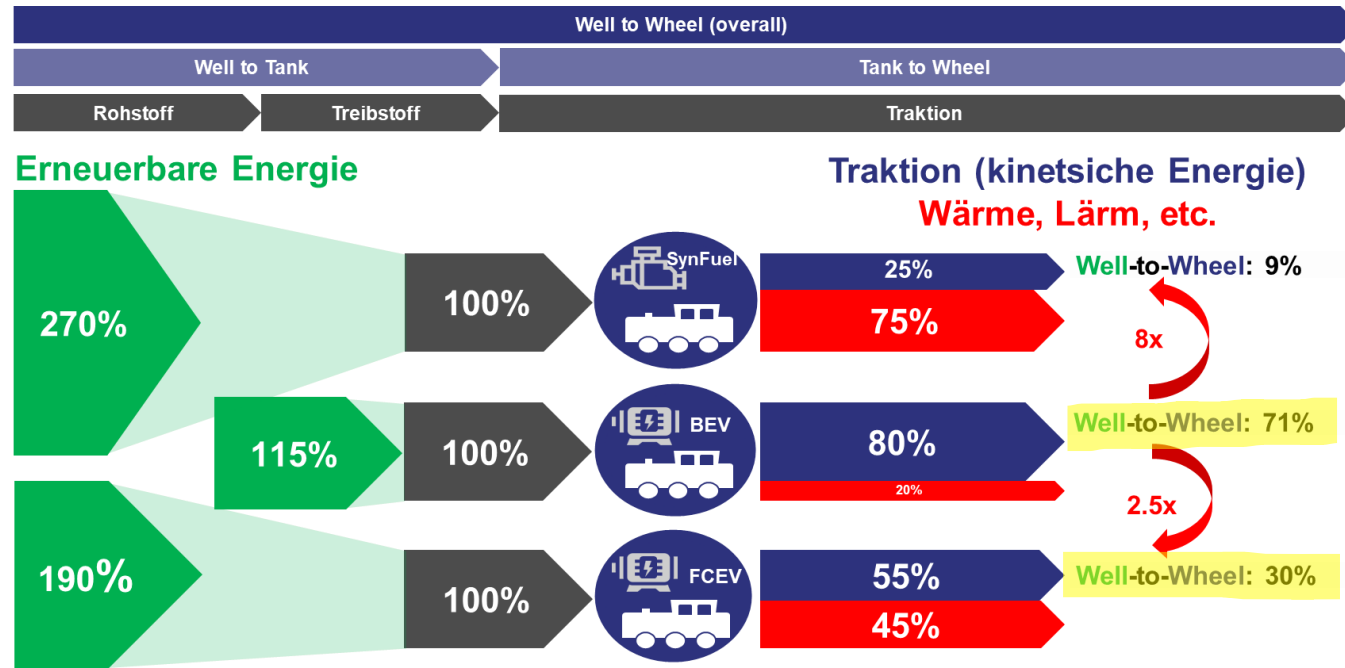 Well to Wheel (overall)
Well to Tank
Tank to Wheel
Rohstoff
Treibstoff
Traktion
Erneuerbare Energie
Traktion (kinetsiche Energie)
Wärme, Lärm, etc.
270%
100%
SynFuel
25%
75%
Well-to-Wheel: 9%
8x
115%
100%
BEV
80%
20%
Well-to-Wheel: 71%
2.5x
190%
100%
FCEV
55%
45%
Well-to-Wheel: 30%